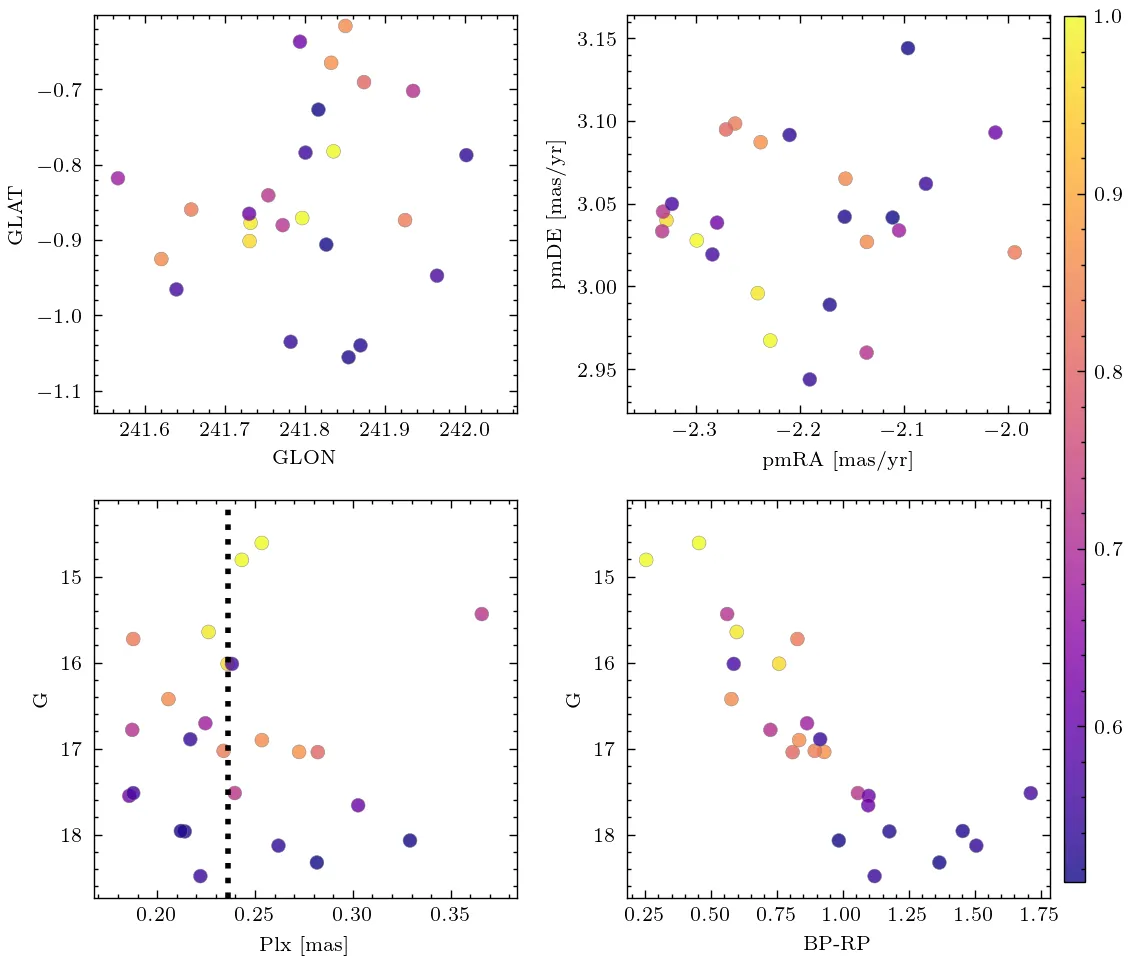 −0.7
−0.8
−0.9
−1.0
−1.1
GLAT
241.6 241.7 241.8 241.9 242.0
GLON
3.15
3.10
3.05
3.00
2.95
pmDE [mas/yr]
−2.3 −2.2 −2.1 −2.0
pmRA [mas/yr]
1.0
0.9
0.8
0.7
0.6
15
16
17
18
G
0.20 0.25 0.30 0.35
Plx [mas]
15
16
17
18
G
0.25 0.50 0.75 1.00 1.25 1.50 1.75
BP-RP